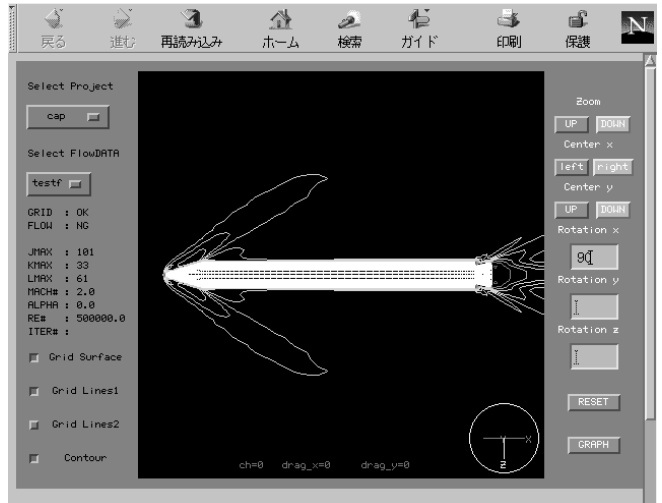 戻る 進む 再読み込み ホーム 検索 ガイド 印刷 保護 N
Select Project
cap
Select FlowDATA
testf
GRID : OK
FLOW : NG
JMAX : 101
KMAX : 33
LMAX : 61
MACH# : 2.0
ALPHA : 0.0
RE# : 500000.0
ITER# :
Grid Surface
Grid Lines1
Grid Lines2
Contour
ch=0 drag_x=0 drag_y=0
X
Z
Zoom
UP DOWN
Center x
left right
Center y
UP DOWN
Rotation x
90
Rotation y
Rotation z
RESET
GRAPH